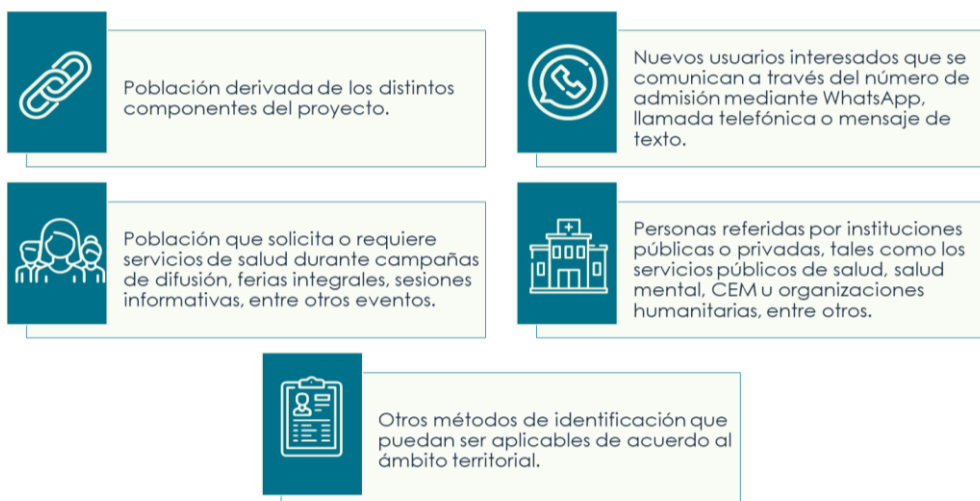 Población derivada de los distintos
componentes del proyecto.
Nuevos usuarios interesados que se
comunican a través del número de
admisión mediante WhatsApp,
llamada telefónica o mensaje de
texto.
Población que solicita o requiere
servicios de salud durante campañas
de difusión, ferias integrales, sesiones
informativas, entre otros eventos.
Personas referidas por instituciones
públicas o privadas, tales como los
servicios públicos de salud, salud
mental, CEM u organizaciones
humanitarias, entre otros.
Otros métodos de identificación que
puedan ser aplicables de acuerdo al
ámbito territorial.